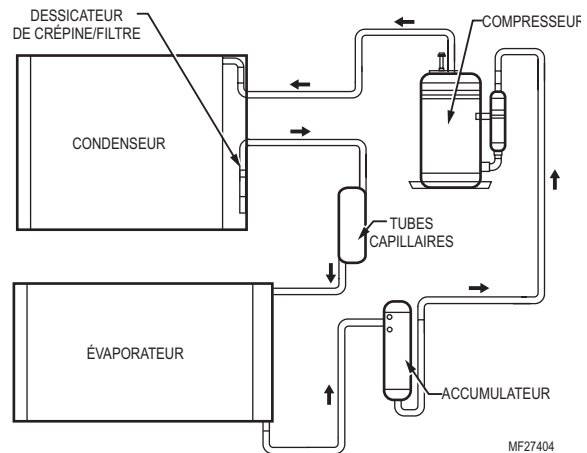 DESSICATEUR
DE CRÉPINE/FILTRE
COMPRESSEUR
CONDENSEUR
TUBES
CAPILLAIRES
ÉVAPORATEUR
ACCUMULATEUR
MF27404